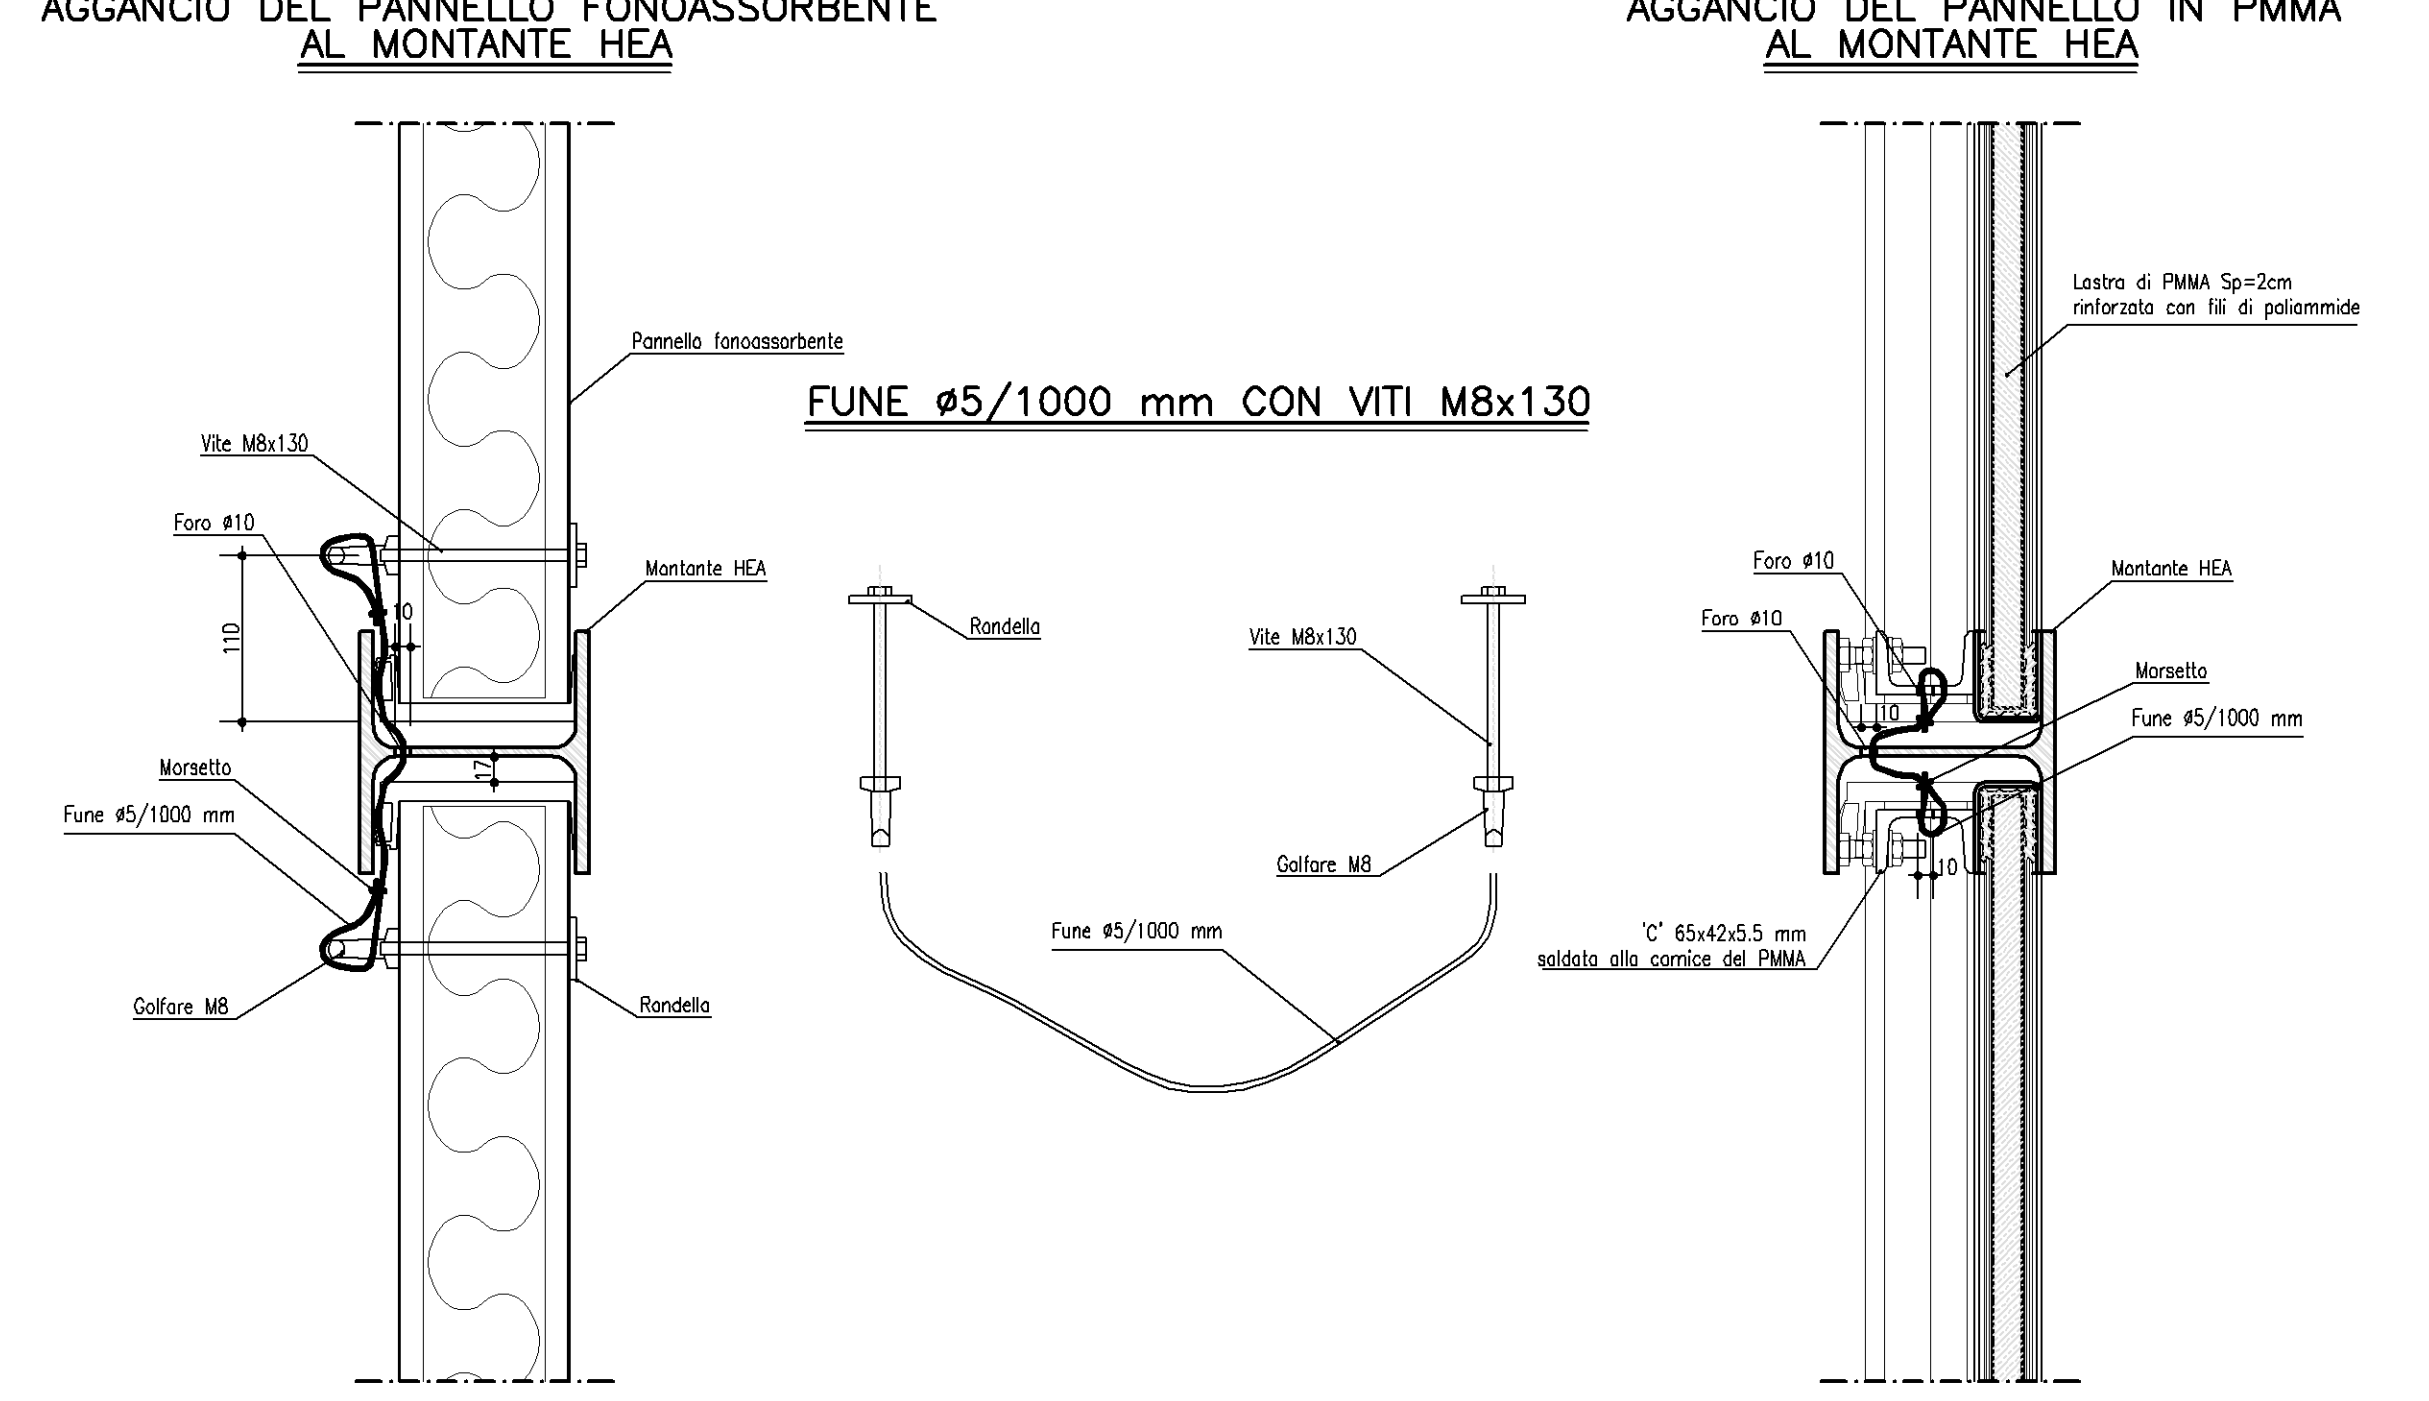 AGGANCIO DEL PANNELLO FONOASSORBENTE
AL MONTANTE HEA
Pannello fonoassorbente
Vite M8x130
Foro ø10
Montante HEA
10
110
17
Morsetto
Fune ø5/1000 mm
Golfare M8
Randella
FUNE ø5/1000 mm CON VITI M8x130
Randella
Vite M8x130
Golfare M8
Fune ø5/1000 mm
AGGANCIO DEL PANNELLO IN PMMA
AL MONTANTE HEA
Lastra di PMMA Sp=2cm
rinforzata con fili di poliammide
Foro ø10
Montante HEA
Foro ø10
Morsetto
10
Fune ø5/1000 mm
10
'C' 65x42x5.5 mm
saldata alla cornice del PMMA